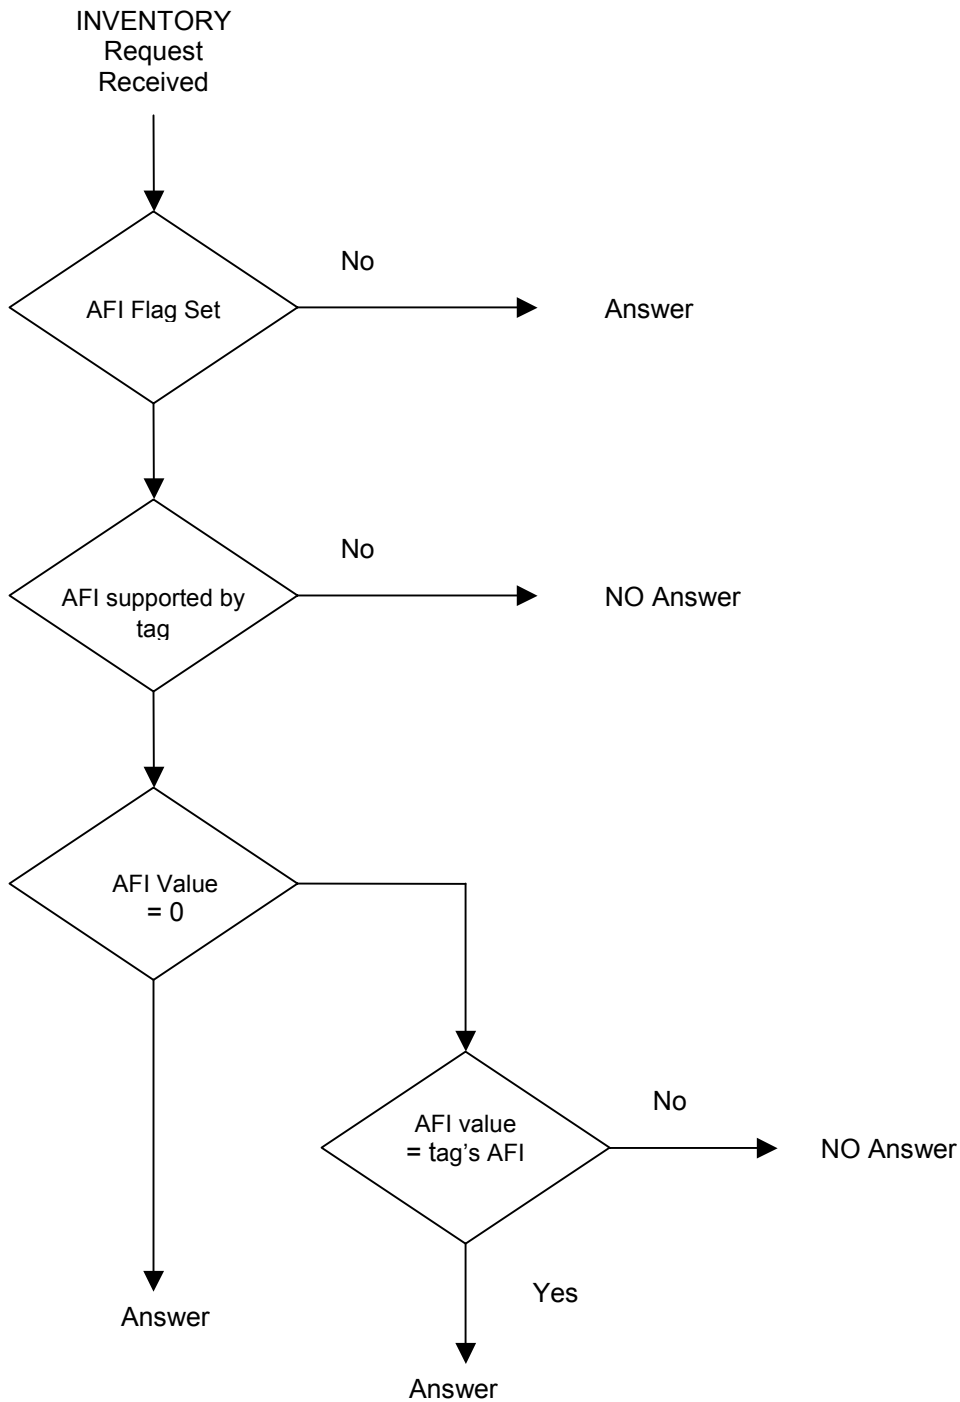 INVENTORY
Request
Received
No
AFI Flag Set
Answer
No
AFI supported by
tag
NO Answer
AFI Value
= 0
No
AFI value
= tag's AFI
NO Answer
Yes
Answer
Answer